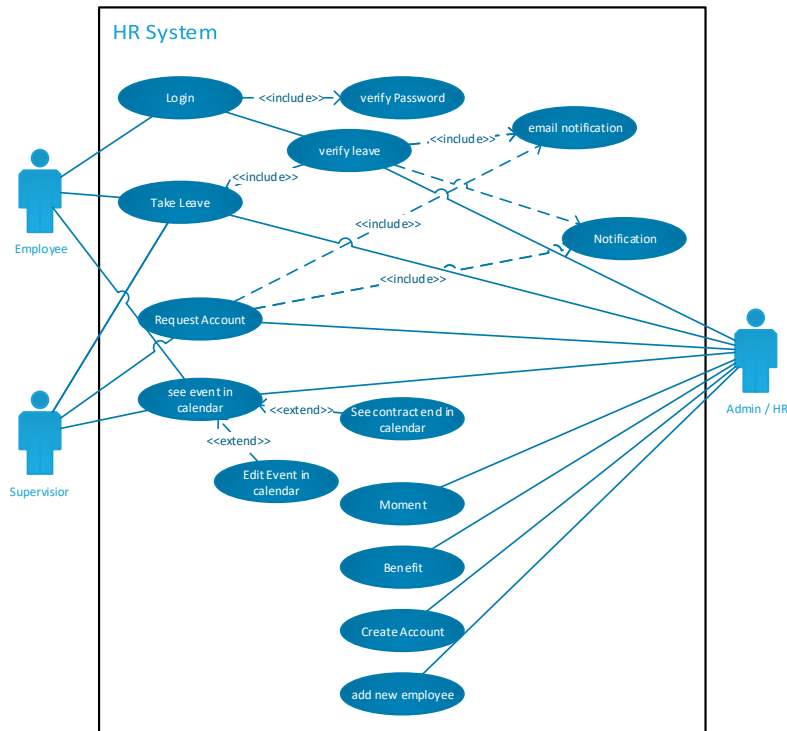 HR System
Login
<<include>>
verify Password
email notification
<<include>>
verify leave
<<include>>
Take Leave
<<include>>
Employee
Notification
<<include>>
Request Account
see event in
calendar
<<extend>>
See contract end in
calendar
Admin / HR
<<extend>>
Edit Event in
calendar
Supervisior
Moment
Benefit
Create Account
add new employee